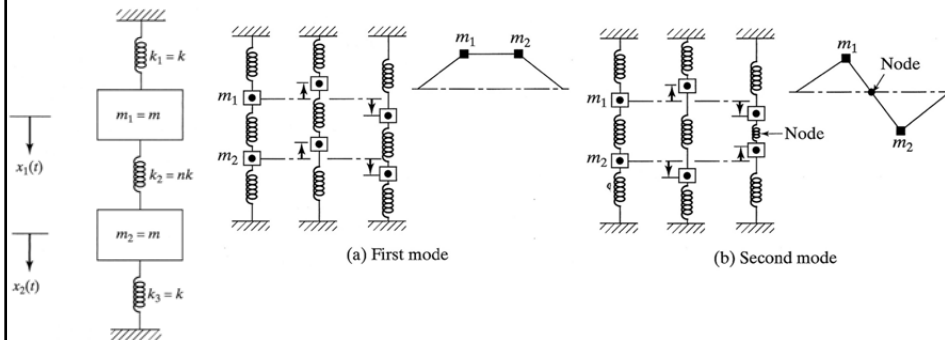 k₁ = k
m₁ = m
x₁(t)
k₂ = nk
m₂ = m
x₂(t)
k₃ = k
m₁
m₂
m₁
m₂
(a) First mode
m₁
m₂
Node
m₁
Node
m₂
(b) Second mode